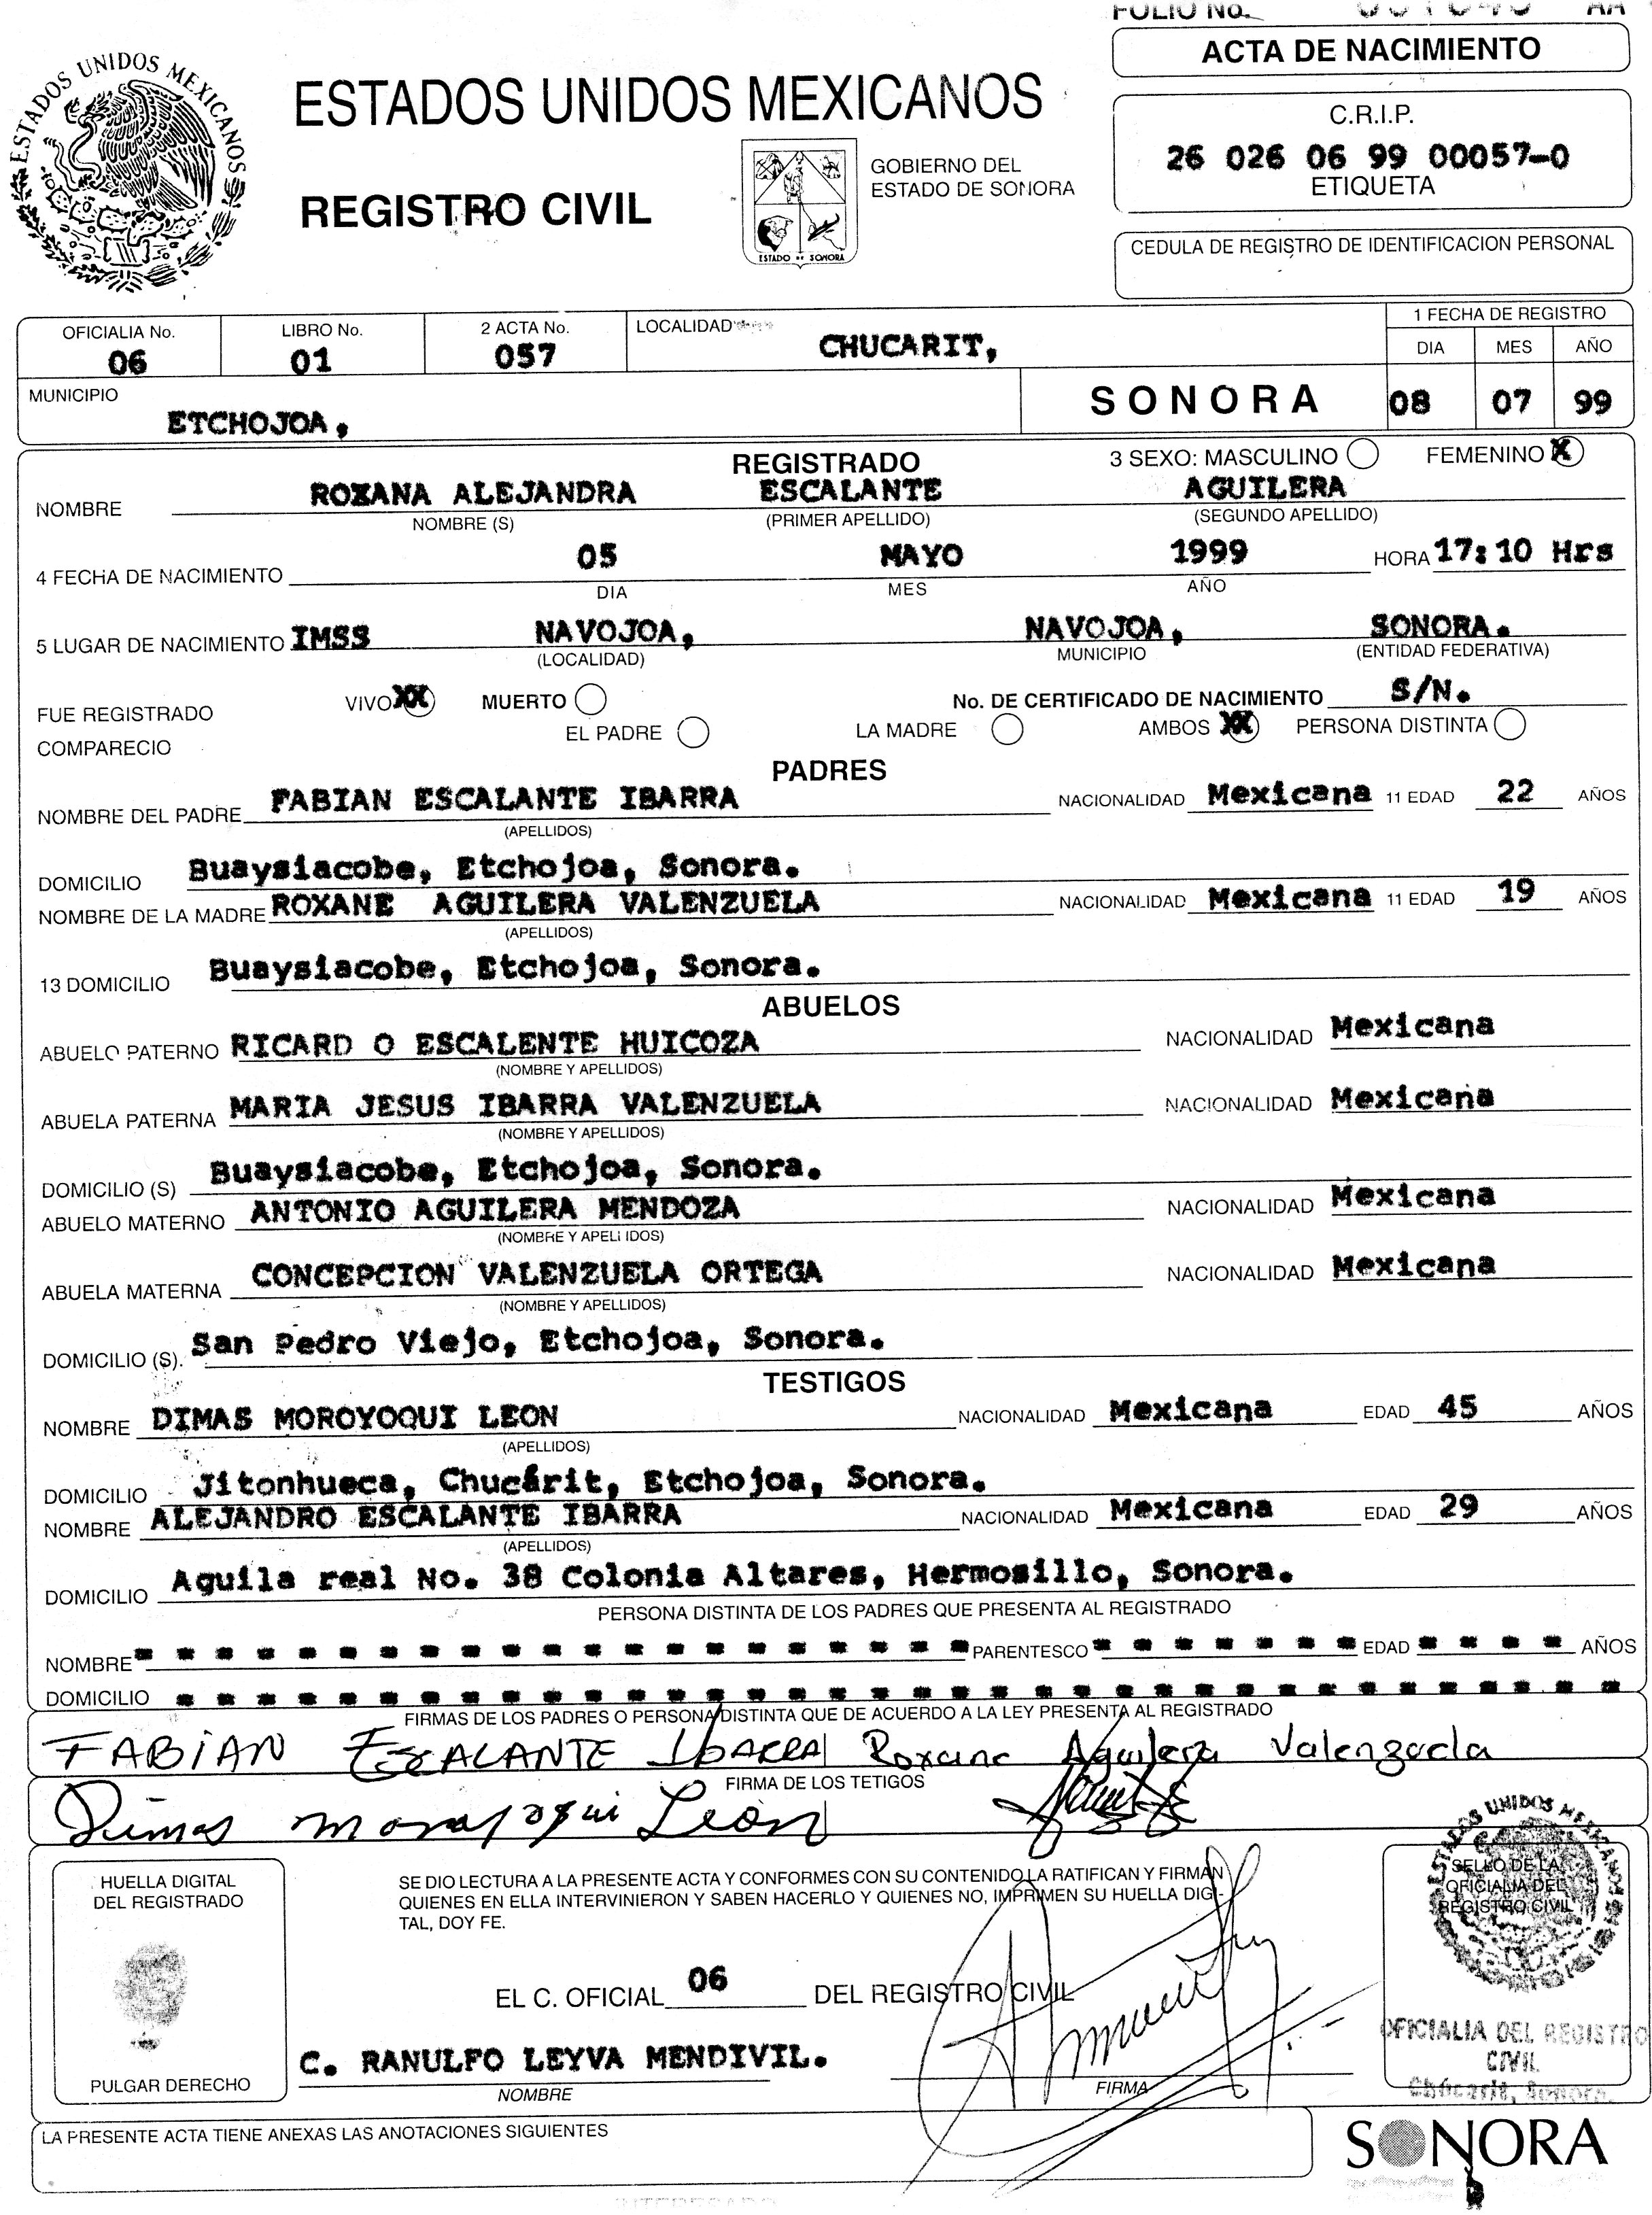 FOLIO No. AA
ACTA DE NACIMIENTO
ESTADOS UNIDOS MEXICANOS
ESTADOS UNIDOS MEXICANOS
C.R.I.P.
26 026 06 99 00057-0
ETIQUETA
GOBIERNO DEL
ESTADO DE SONORA
REGISTRO CIVIL
ESTADO DE SONORA
CEDULA DE REGISTRO DE IDENTIFICACION PERSONAL
OFICIALIA No. LIBRO No. 2 ACTA No. LOCALIDAD 1 FECHA DE REGISTRO
06 01 057 CHUCARIT, DIA MES AÑO
MUNICIPIO ETCHOJOA, SONORA 08 07 99
REGISTRADO 3 SEXO: MASCULINO FEMENINO X
NOMBRE ROXANA ALEJANDRA ESCALANTE AGUILERA
NOMBRE (S) (PRIMER APELLIDO) (SEGUNDO APELLIDO)
4 FECHA DE NACIMIENTO 05 MAYO 1999 HORA 17:10 Hrs
DIA MES AÑO
5 LUGAR DE NACIMIENTO IMSS NAVOJOA, NAVOJOA, SONORA.
(LOCALIDAD) MUNICIPIO (ENTIDAD FEDERATIVA)
FUE REGISTRADO VIVO XX MUERTO No. DE CERTIFICADO DE NACIMIENTO S/N.
COMPARECIO EL PADRE LA MADRE AMBOS XX PERSONA DISTINTA
PADRES
NOMBRE DEL PADRE FABIAN ESCALANTE IBARRA NACIONALIDAD Mexicana 11 EDAD 22 AÑOS
(APELLIDOS)
DOMICILIO Buaysiacobe, Etchojoa, Sonora.
NOMBRE DE LA MADRE ROXANE AGUILERA VALENZUELA NACIONALIDAD Mexicana 11 EDAD 19 AÑOS
(APELLIDOS)
13 DOMICILIO Buaysiacobe, Etchojoa, Sonora.
ABUELOS
ABUELO PATERNO RICARD O ESCALENTE HUICOZA NACIONALIDAD Mexicana
(NOMBRE Y APELLIDOS)
ABUELA PATERNA MARIA JESUS IBARRA VALENZUELA NACIONALIDAD Mexicana
(NOMBRE Y APELLIDOS)
DOMICILIO (S) Buaysiacobe, Etchojoa, Sonora.
ABUELO MATERNO ANTONIO AGUILERA MENDOZA NACIONALIDAD Mexicana
(NOMBRE Y APELLIDOS)
ABUELA MATERNA CONCEPCION VALENZUELA ORTEGA NACIONALIDAD Mexicana
(NOMBRE Y APELLIDOS)
DOMICILIO (S). San Pedro Viejo, Etchojoa, Sonora.
TESTIGOS
NOMBRE DIMAS MOROYOQUI LEON NACIONALIDAD Mexicana EDAD 45 AÑOS
(APELLIDOS)
DOMICILIO Jitonhueca, Chucárit, Etchojoa, Sonora.
NOMBRE ALEJANDRO ESCALANTE IBARRA NACIONALIDAD Mexicana EDAD 29 AÑOS
(APELLIDOS)
DOMICILIO Aguila real No. 38 Colonia Altares, Hermosillo, Sonora.
PERSONA DISTINTA DE LOS PADRES QUE PRESENTA AL REGISTRADO
NOMBRE PARENTESCO EDAD AÑOS
DOMICILIO
FIRMAS DE LOS PADRES O PERSONA DISTINTA QUE DE ACUERDO A LA LEY PRESENTA AL REGISTRADO
FABIAN ESCALANTE IBARRA Roxane Aguilera Valenzuela
FIRMA DE LOS TETIGOS
Dimas Moroyoqui León
HUELLA DIGITAL
DEL REGISTRADO
SE DIO LECTURA A LA PRESENTE ACTA Y CONFORMES CON SU CONTENIDO LA RATIFICAN Y FIRMAN
QUIENES EN ELLA INTERVINIERON Y SABEN HACERLO Y QUIENES NO, IMPRIMEN SU HUELLA DIGI-
TAL, DOY FE.
ESTADOS UNIDOS MEXICANOS
SELLO DE LA
OFICIALIA DEL
REGISTRO CIVIL
EL C. OFICIAL 06 DEL REGISTRO CIVIL
OFICIALIA DEL REGISTRO
CIVIL
Chucarit, Sonora.
C. RANULFO LEYVA MENDIVIL.
PULGAR DERECHO NOMBRE FIRMA
LA PRESENTE ACTA TIENE ANEXAS LAS ANOTACIONES SIGUIENTES
SONORA
INTERESADO